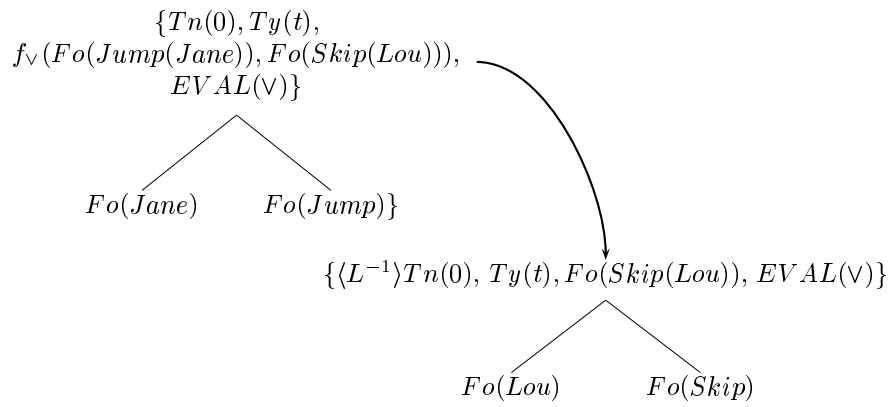 {Tn(0), Ty(t),
f∨(Fo(Jump(Jane)), Fo(Skip(Lou))),
EVAL(∨)}
Fo(Jane) Fo(Jump)}
{⟨L⁻¹⟩Tn(0), Ty(t), Fo(Skip(Lou)), EVAL(∨)}
Fo(Lou) Fo(Skip)